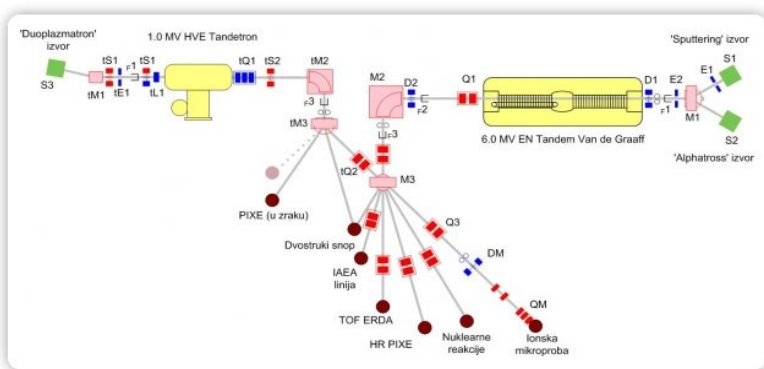 'Duoplazmatron'
izvor
1.0 MV HVE Tandetron
'Sputtering' izvor
S3
tS1
F1
tS1
tM1
tE1
tL1
tQ1
tS2
tM2
F3
tM3
M2
D2
F2
F3
Q1
6.0 MV EN Tandem Van de Graaff
D1
F1
E2
E1
S1
M1
S2
'Alphatross' izvor
tQ2
M3
PIXE (u zraku)
Dvostruki snop
IAEA
linija
TOF ERDA
HR PIXE
Nuklearne
reakcije
Q3
DM
QM
Ionska
mikroproba